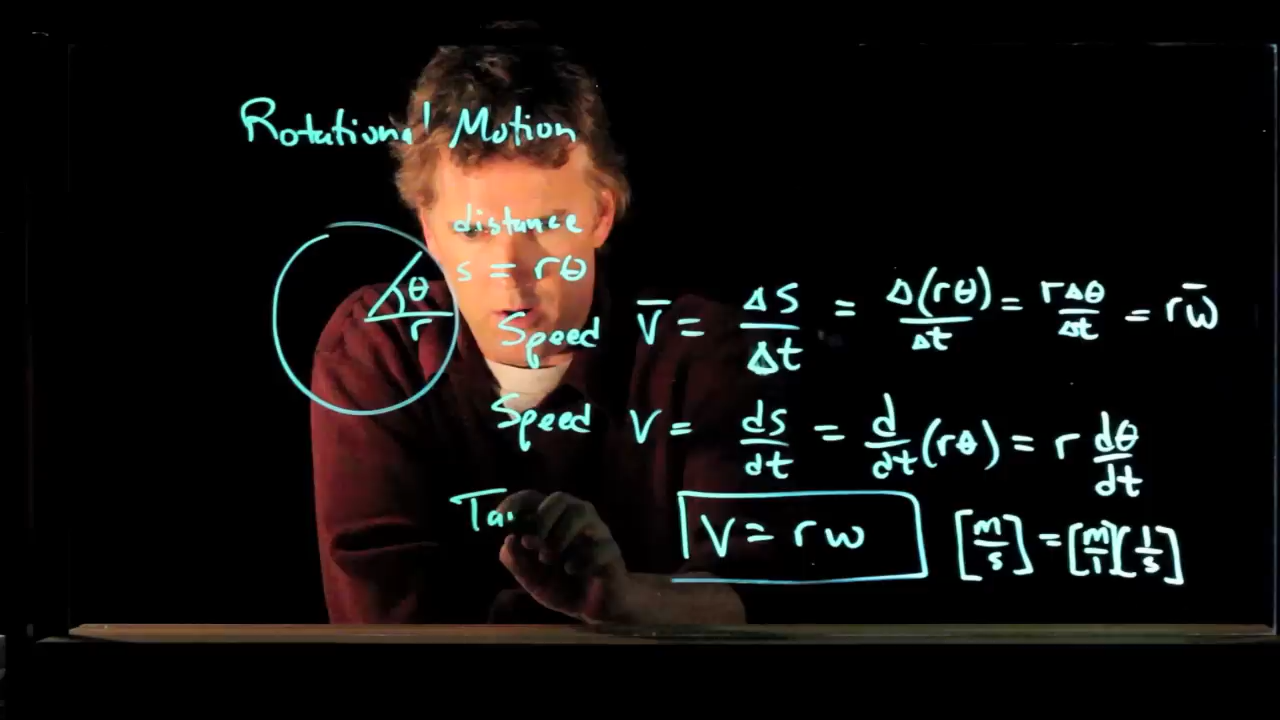 Rotational Motion
distance
s = rθ
θ
r
Speed v̄ = Δs/Δt = Δ(rθ)/Δt = rΔθ/Δt = rω̄
Speed v = ds/dt = d/dt(rθ) = r dθ/dt
Tan
v = rω [m/s] = [m/1][1/s]